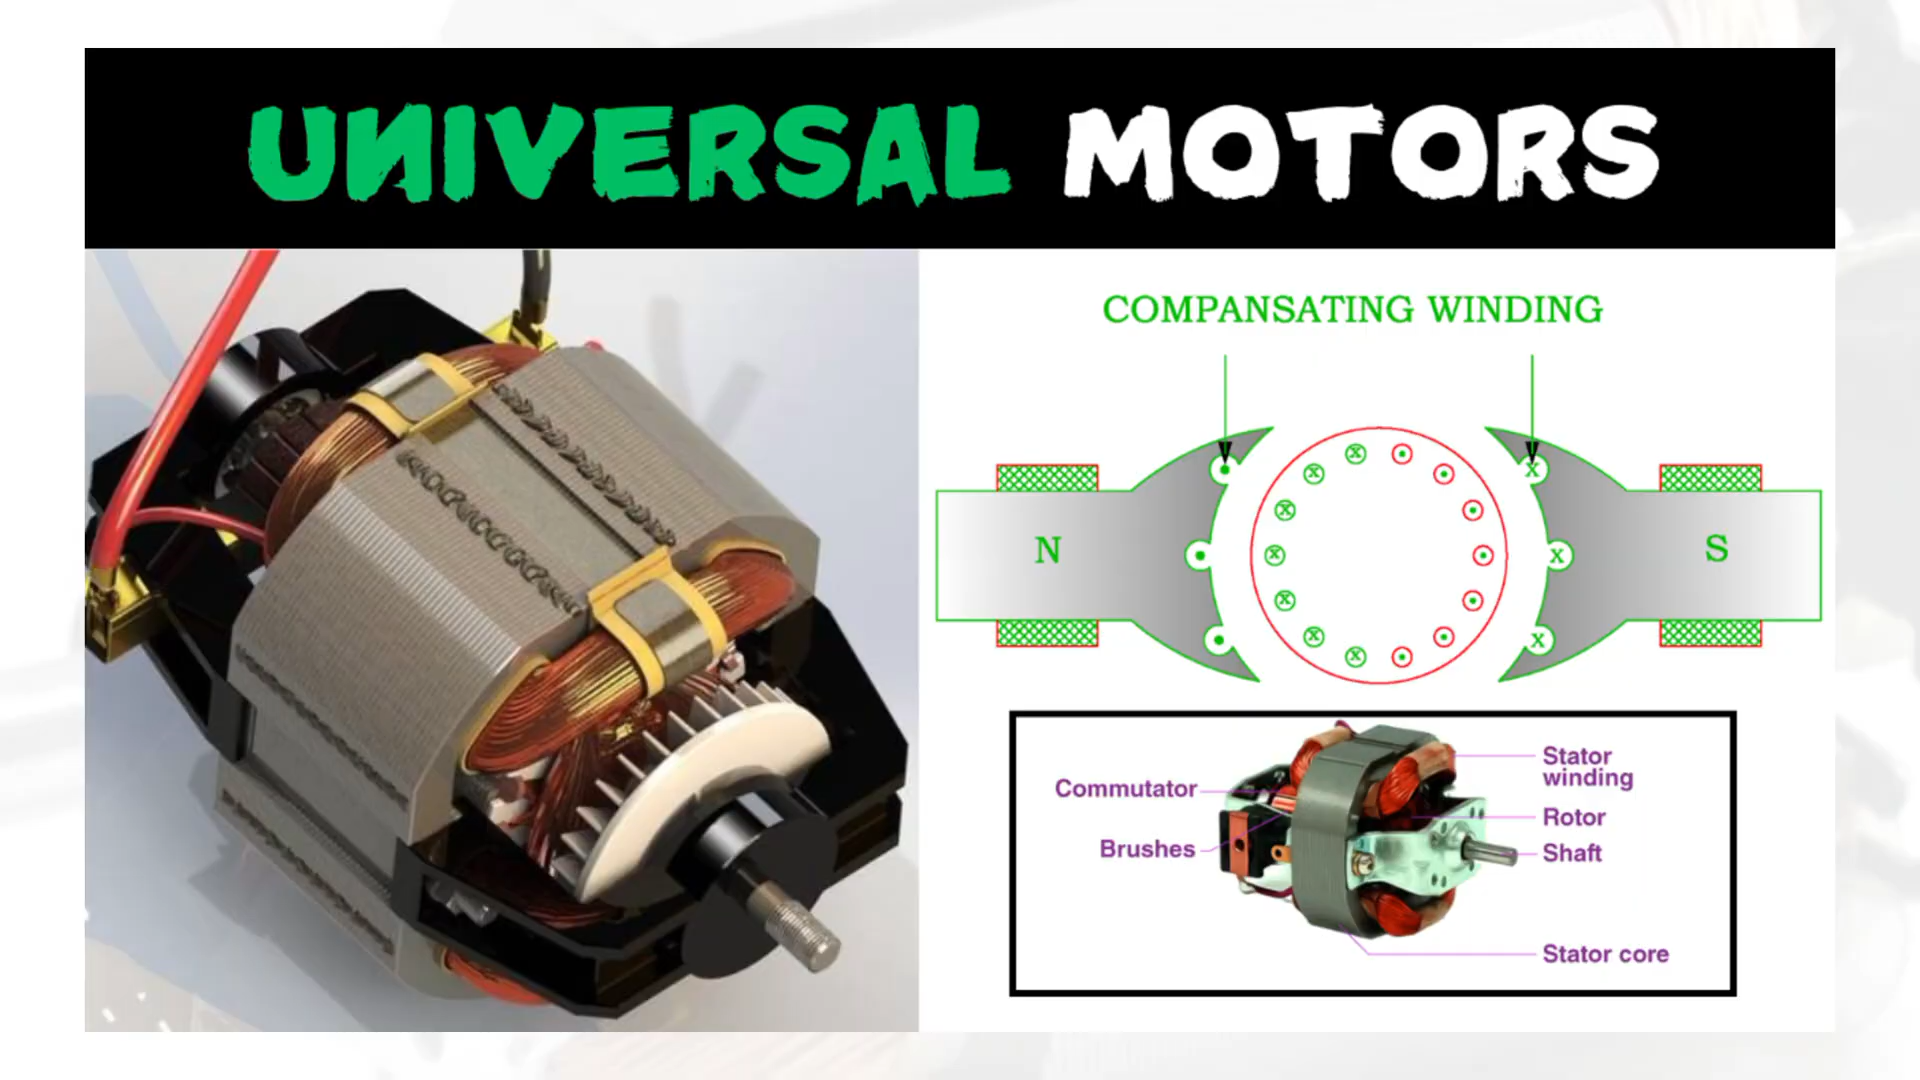 UNIVERSAL MOTORS
COMPANSATING WINDING
N
S
Commutator
Brushes
Stator
winding
Rotor
Shaft
Stator core